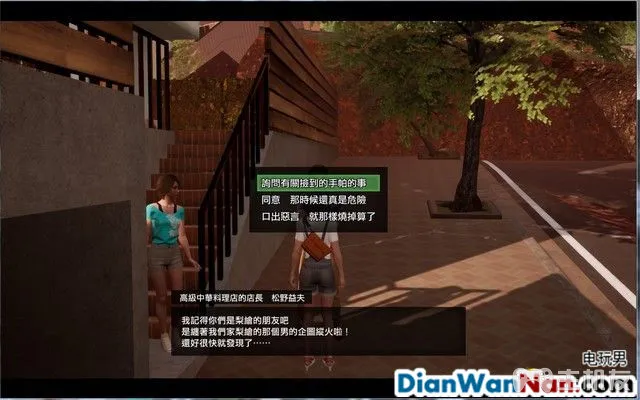 詢問有關撿到的手帕的事
同意　那時候還真是危險
口出惡言　就那樣燒掉算了
高級中華料理店的店長　松野益夫
我記得你們是梨繪的朋友吧
是纏著我們家梨繪的那個男的企圖縱火啦！
還好很快就發現了⋯⋯
电玩男
DianWanNan.com